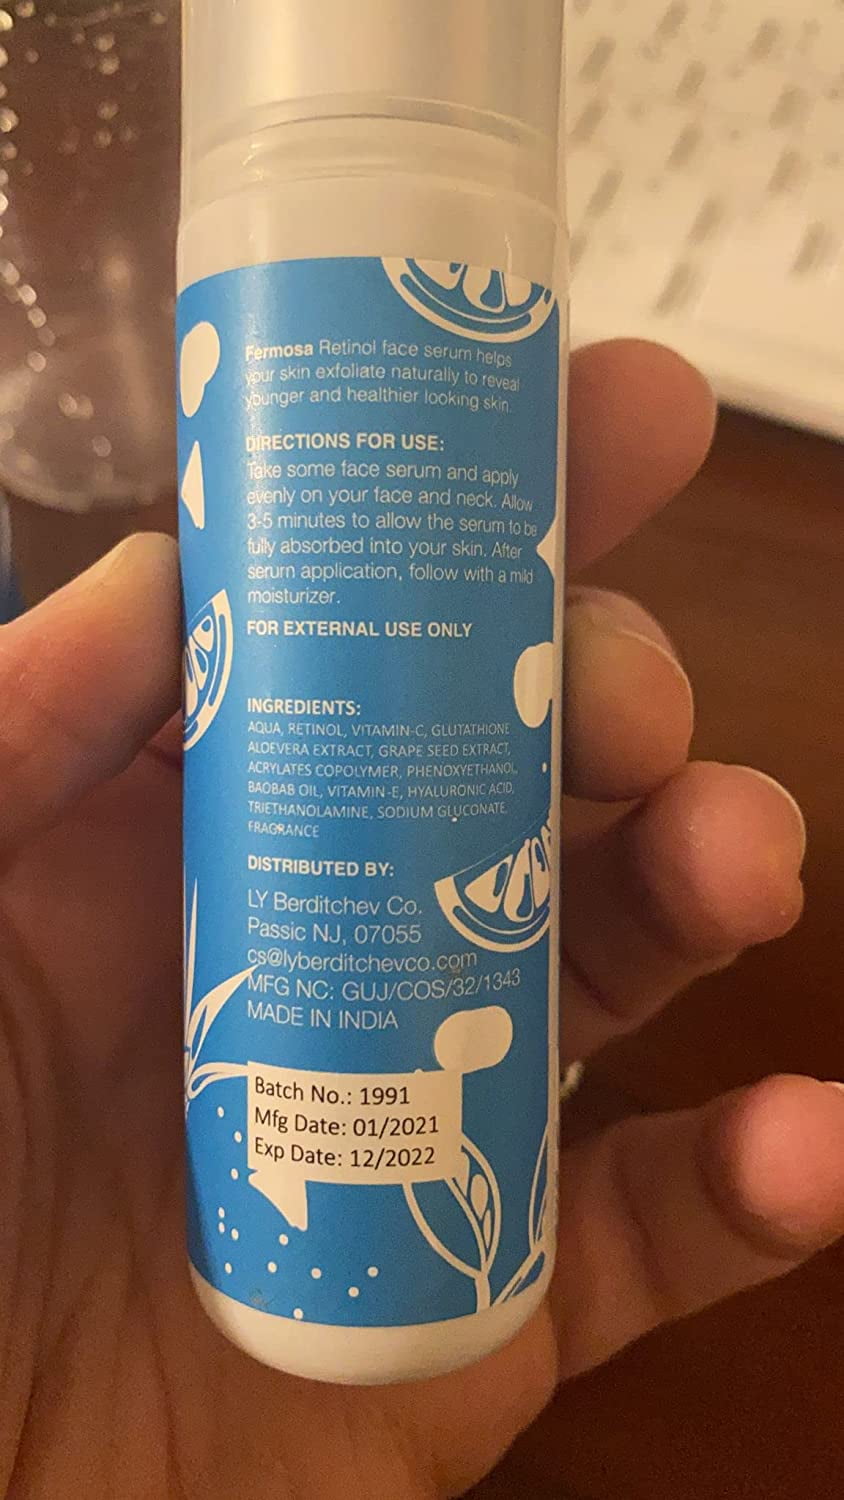 Fermosa Retinol face serum helps
your skin exfoliate naturally to reveal
younger and healthier looking skin.
DIRECTIONS FOR USE:
Take some face serum and apply
evenly on your face and neck. Allow
3-5 minutes to allow the serum to be
fully absorbed into your skin. After
serum application, follow with a mild
moisturizer.
FOR EXTERNAL USE ONLY
INGREDIENTS:
AQUA, RETINOL, VITAMIN-C, GLUTATHIONE
ALOEVERA EXTRACT, GRAPE SEED EXTRACT,
ACRYLATES COPOLYMER, PHENOXYETHANOL,
BAOBAB OIL, VITAMIN-E, HYALURONIC ACID,
TRIETHANOLAMINE, SODIUM GLUCONATE,
FRAGRANCE
DISTRIBUTED BY:
LY Berditchev Co.
Passic NJ, 07055
cs@lyberditchevco.com
MFG NC: GUJ/COS/32/1343
MADE IN INDIA
Batch No.: 1991
Mfg Date: 01/2021
Exp Date: 12/2022